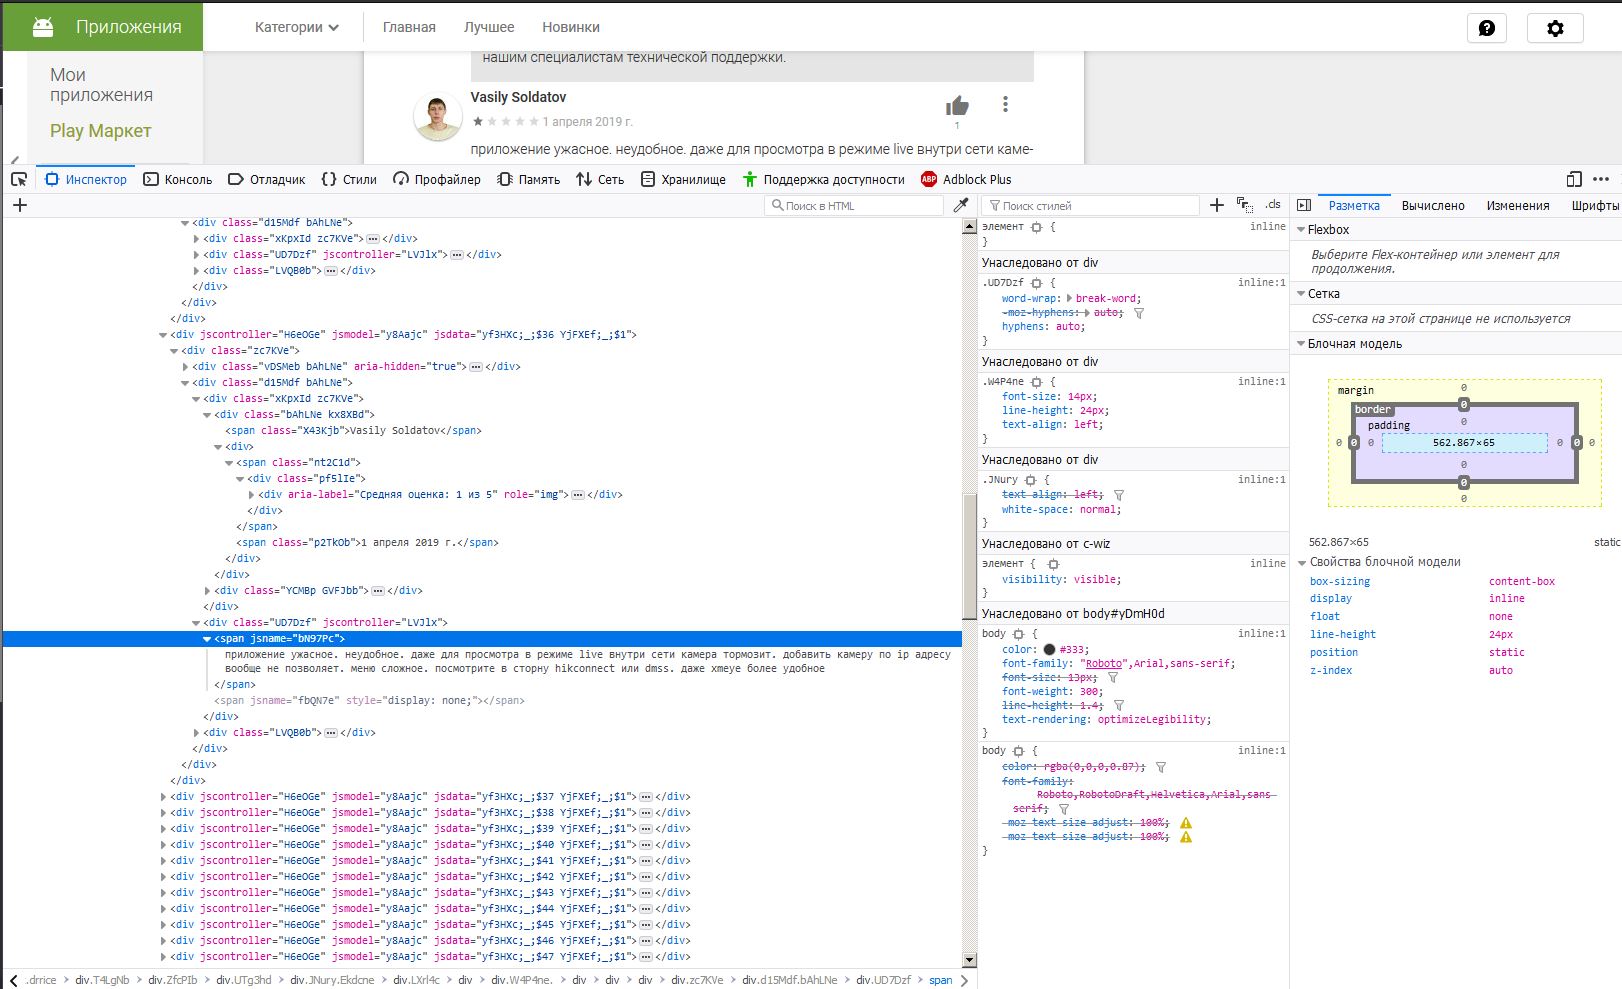 Приложения
Категории
Главная
Лучшее
Новинки
Мои
приложения
Play Маркет
нашим специалистам технической поддержки.
Vasily Soldatov
1 апреля 2019 г.
1
приложение ужасное. неудобное. даже для просмотра в режиме live внутри сети каме-
Инспектор
Консоль
Отладчик
{} Стили
Профайлер
Память
Сеть
Хранилище
Поддержка доступности
ABP Adblock Plus
+
Поиск в HTML
<div class="d15Mdf bAhLNe">
<div class="xKpxId zc7KVe">•••</div>
<div class="UD7Dzf" jscontroller="LVJlx">•••</div>
<div class="LVQB0b">•••</div>
</div>
</div>
</div>
<div jscontroller="H6eOGe" jsmodel="y8Aajc" jsdata="yf3HXc;_;$36 YjFXEf;_;$1">
<div class="zc7KVe">
<div class="vDSMeb bAhLNe" aria-hidden="true">•••</div>
<div class="d15Mdf bAhLNe">
<div class="xKpxId zc7KVe">
<div class="bAhLNe kx8XBd">
<span class="X43Kjb">Vasily Soldatov</span>
<div>
<span class="nt2C1d">
<div class="pf5lIe">
<div aria-label="Средняя оценка: 1 из 5" role="img">•••</div>
</div>
</span>
<span class="p2TkOb">1 апреля 2019 г.</span>
</div>
</div>
<div class="YCMBp GVFJbb">•••</div>
</div>
<div class="UD7Dzf" jscontroller="LVJlx">
<span jsname="bN97Pc">
приложение ужасное. неудобное. даже для просмотра в режиме live внутри сети камера тормозит. добавить камеру по ip адресу
вообще не позволяет. меню сложное. посмотрите в сторну hikconnect или dmss. даже xmeye более удобное
</span>
<span jsname="fbQN7e" style="display: none;"></span>
</div>
<div class="LVQB0b">•••</div>
</div>
</div>
</div>
<div jscontroller="H6eOGe" jsmodel="y8Aajc" jsdata="yf3HXc;_;$37 YjFXEf;_;$1">•••</div>
<div jscontroller="H6eOGe" jsmodel="y8Aajc" jsdata="yf3HXc;_;$38 YjFXEf;_;$1">•••</div>
<div jscontroller="H6eOGe" jsmodel="y8Aajc" jsdata="yf3HXc;_;$39 YjFXEf;_;$1">•••</div>
<div jscontroller="H6eOGe" jsmodel="y8Aajc" jsdata="yf3HXc;_;$40 YjFXEf;_;$1">•••</div>
<div jscontroller="H6eOGe" jsmodel="y8Aajc" jsdata="yf3HXc;_;$41 YjFXEf;_;$1">•••</div>
<div jscontroller="H6eOGe" jsmodel="y8Aajc" jsdata="yf3HXc;_;$42 YjFXEf;_;$1">•••</div>
<div jscontroller="H6eOGe" jsmodel="y8Aajc" jsdata="yf3HXc;_;$43 YjFXEf;_;$1">•••</div>
<div jscontroller="H6eOGe" jsmodel="y8Aajc" jsdata="yf3HXc;_;$44 YjFXEf;_;$1">•••</div>
<div jscontroller="H6eOGe" jsmodel="y8Aajc" jsdata="yf3HXc;_;$45 YjFXEf;_;$1">•••</div>
<div jscontroller="H6eOGe" jsmodel="y8Aajc" jsdata="yf3HXc;_;$46 YjFXEf;_;$1">•••</div>
<div jscontroller="H6eOGe" jsmodel="y8Aajc" jsdata="yf3HXc;_;$47 YjFXEf;_;$1">•••</div>
.drrice > div.T4LgNb > div.ZfcPIb > div.UTg3hd > div.JNury.Ekdcne > div.LXrl4c > div > div.W4P4ne. > div > div > div > div.zc7KVe > div.d15Mdf.bAhLNe > div.UD7Dzf > span
Поиск стилей
+ .cls
элемент { inline
}
Унаследовано от div
.UD7Dzf { inline:1
word-wrap: break-word;
-moz-hyphens: auto;
hyphens: auto;
}
Унаследовано от div
.W4P4ne { inline:1
font-size: 14px;
line-height: 24px;
text-align: left;
}
Унаследовано от div
.JNury { inline:1
text-align: left;
white-space: normal;
}
Унаследовано от c-wiz
элемент { inline
visibility: visible;
}
Унаследовано от body#yDmH0d
body { inline:1
color: #333;
font-family: "Roboto",Arial,sans-serif;
font-size: 13px;
font-weight: 300;
line-height: 1.4;
text-rendering: optimizeLegibility;
}
body { inline:1
color: rgba(0,0,0,0.87);
font-family:
Roboto,RobotoDraft,Helvetica,Arial,sans-
serif;
-moz-text-size-adjust: 100%;
-moz-text-size-adjust: 100%;
}
Разметка
Вычислено
Изменения
Шрифты
Flexbox
Выберите Flex-контейнер или элемент для
продолжения.
Сетка
CSS-сетка на этой странице не используется
Блочная модель
margin 0
border 0
padding 0
0 0 0 562.867×65 0 0 0
0
0
0
562.867×65 static
Свойства блочной модели
box-sizing content-box
display inline
float none
line-height 24px
position static
z-index auto